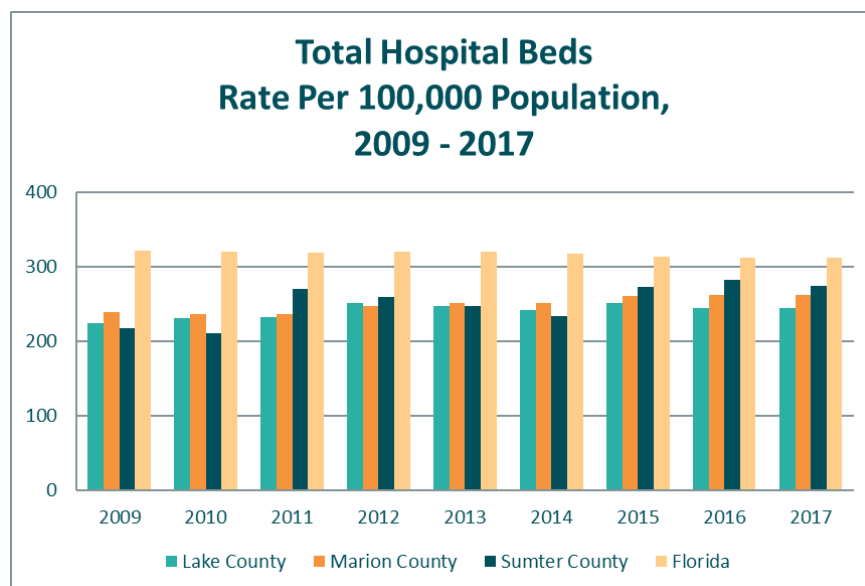 Total Hospital Beds
Rate Per 100,000 Population,
2009 - 2017
400
300
200
100
0
2009 2010 2011 2012 2013 2014 2015 2016 2017
Lake County Marion County Sumter County Florida